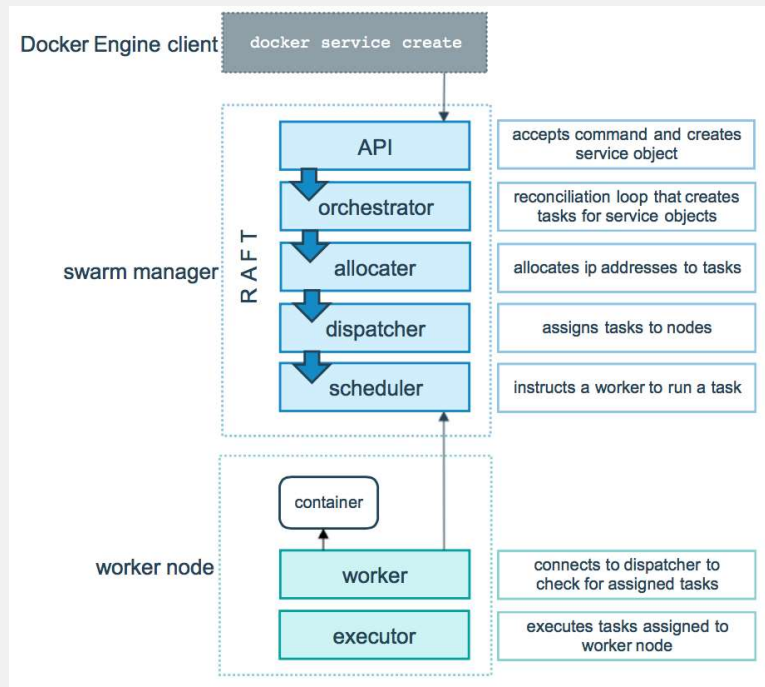 Docker Engine client
docker service create
API
accepts command and creates
service object
orchestrator
reconciliation loop that creates
tasks for service objects
swarm manager
RAFT
allocater
allocates ip addresses to tasks
dispatcher
assigns tasks to nodes
scheduler
instructs a worker to run a task
container
worker node
worker
connects to dispatcher to
check for assigned tasks
executor
executes tasks assigned to
worker node